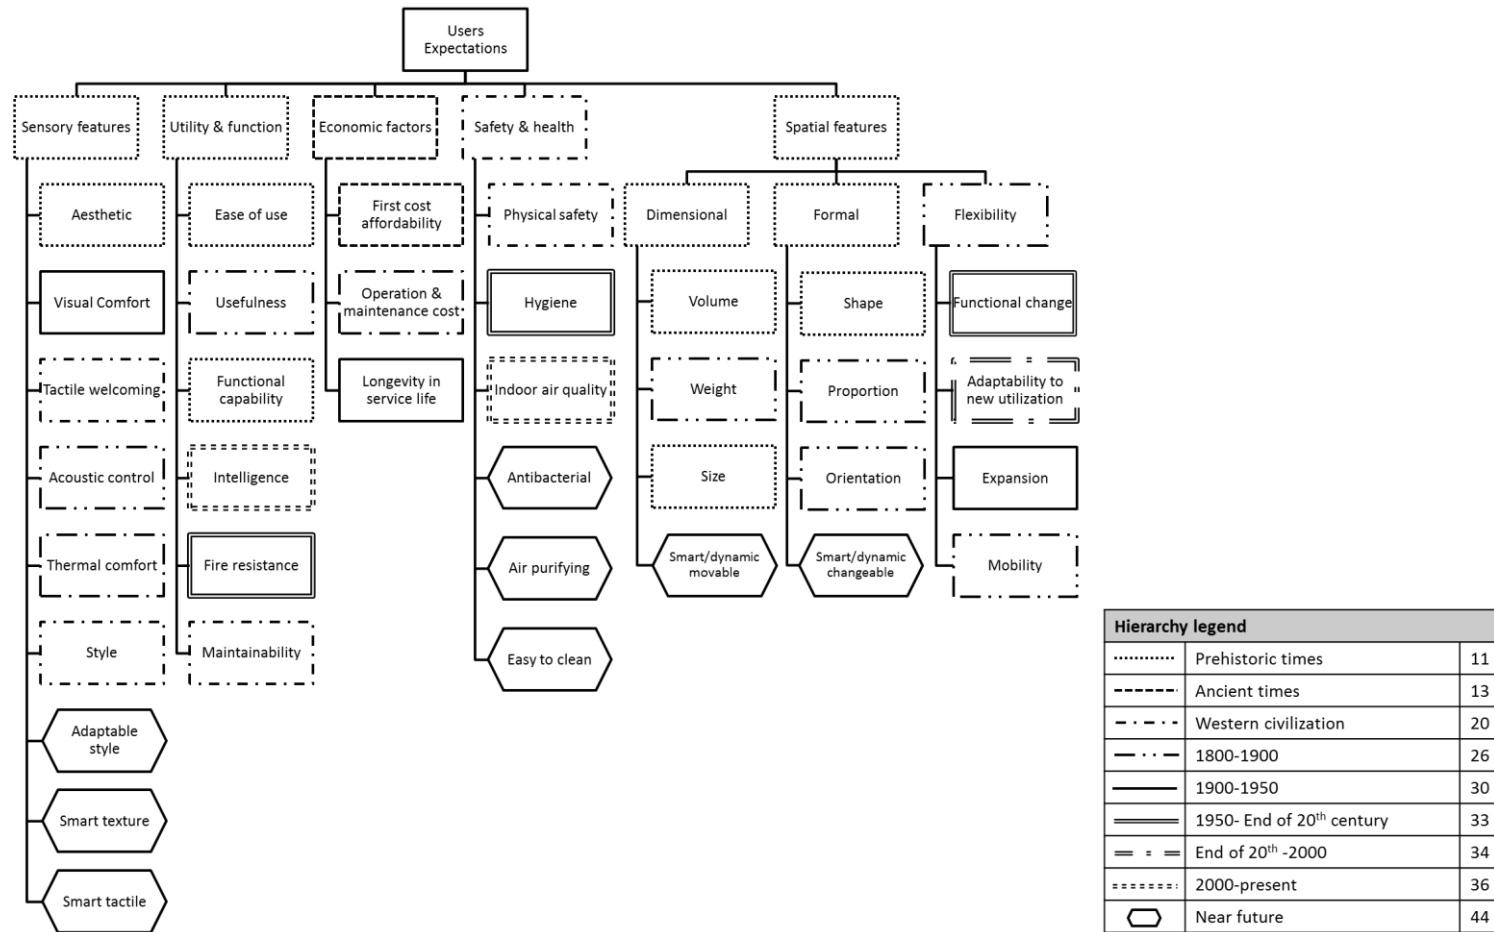 Users
Expectations
Sensory features
Utility & function
Economic factors
Safety & health
Spatial features
Aesthetic
Ease of use
First cost
affordability
Physical safety
Dimensional
Formal
Flexibility
Visual Comfort
Usefulness
Operation &
maintenance cost
Hygiene
Volume
Shape
Functional change
Tactile welcoming
Functional
capability
Longevity in
service life
Indoor air quality
Weight
Proportion
Adaptability to
new utilization
Acoustic control
Intelligence
Antibacterial
Size
Orientation
Expansion
Thermal comfort
Fire resistance
Air purifying
Smart/dynamic
movable
Smart/dynamic
changeable
Mobility
Style
Maintainability
Easy to clean
Adaptable
style
Smart texture
Smart tactile
Hierarchy legend
Prehistoric times 11
Ancient times 13
Western civilization 20
1800-1900 26
1900-1950 30
1950- End of 20th century 33
End of 20th -2000 34
2000-present 36
Near future 44